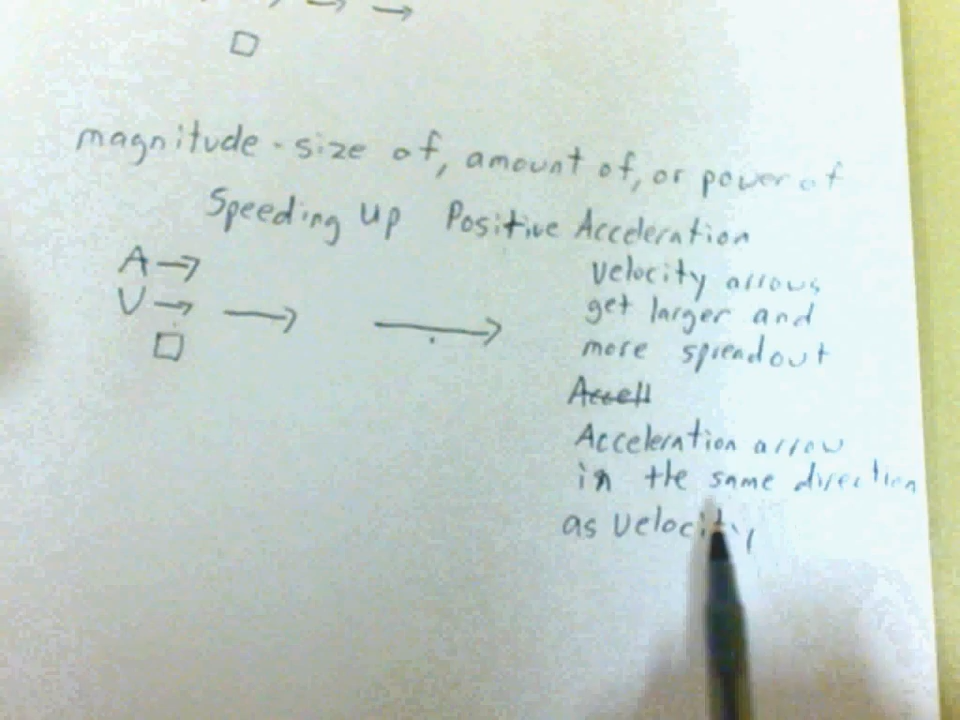 magnitude - size of, amount of, or power of
Speeding Up Positive Acceleration
A
V
velocity arrows
get larger and
more spreadout
Accell
Acceleration arrow
in the same direction
as velocity